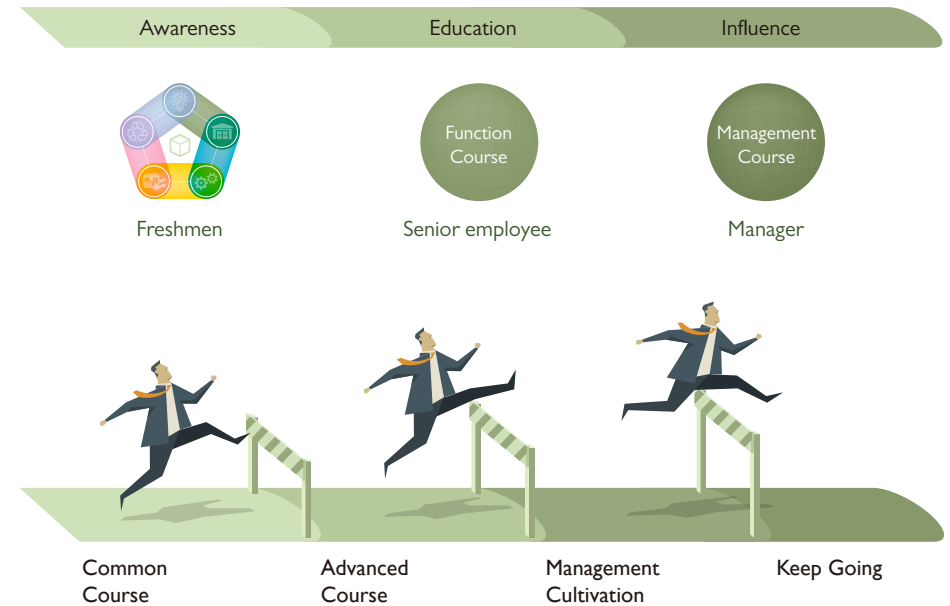 Awareness
Education
Influence
Function
Course
Management
Course
Freshmen
Senior employee
Manager
Common
Course
Advanced
Course
Management
Cultivation
Keep Going